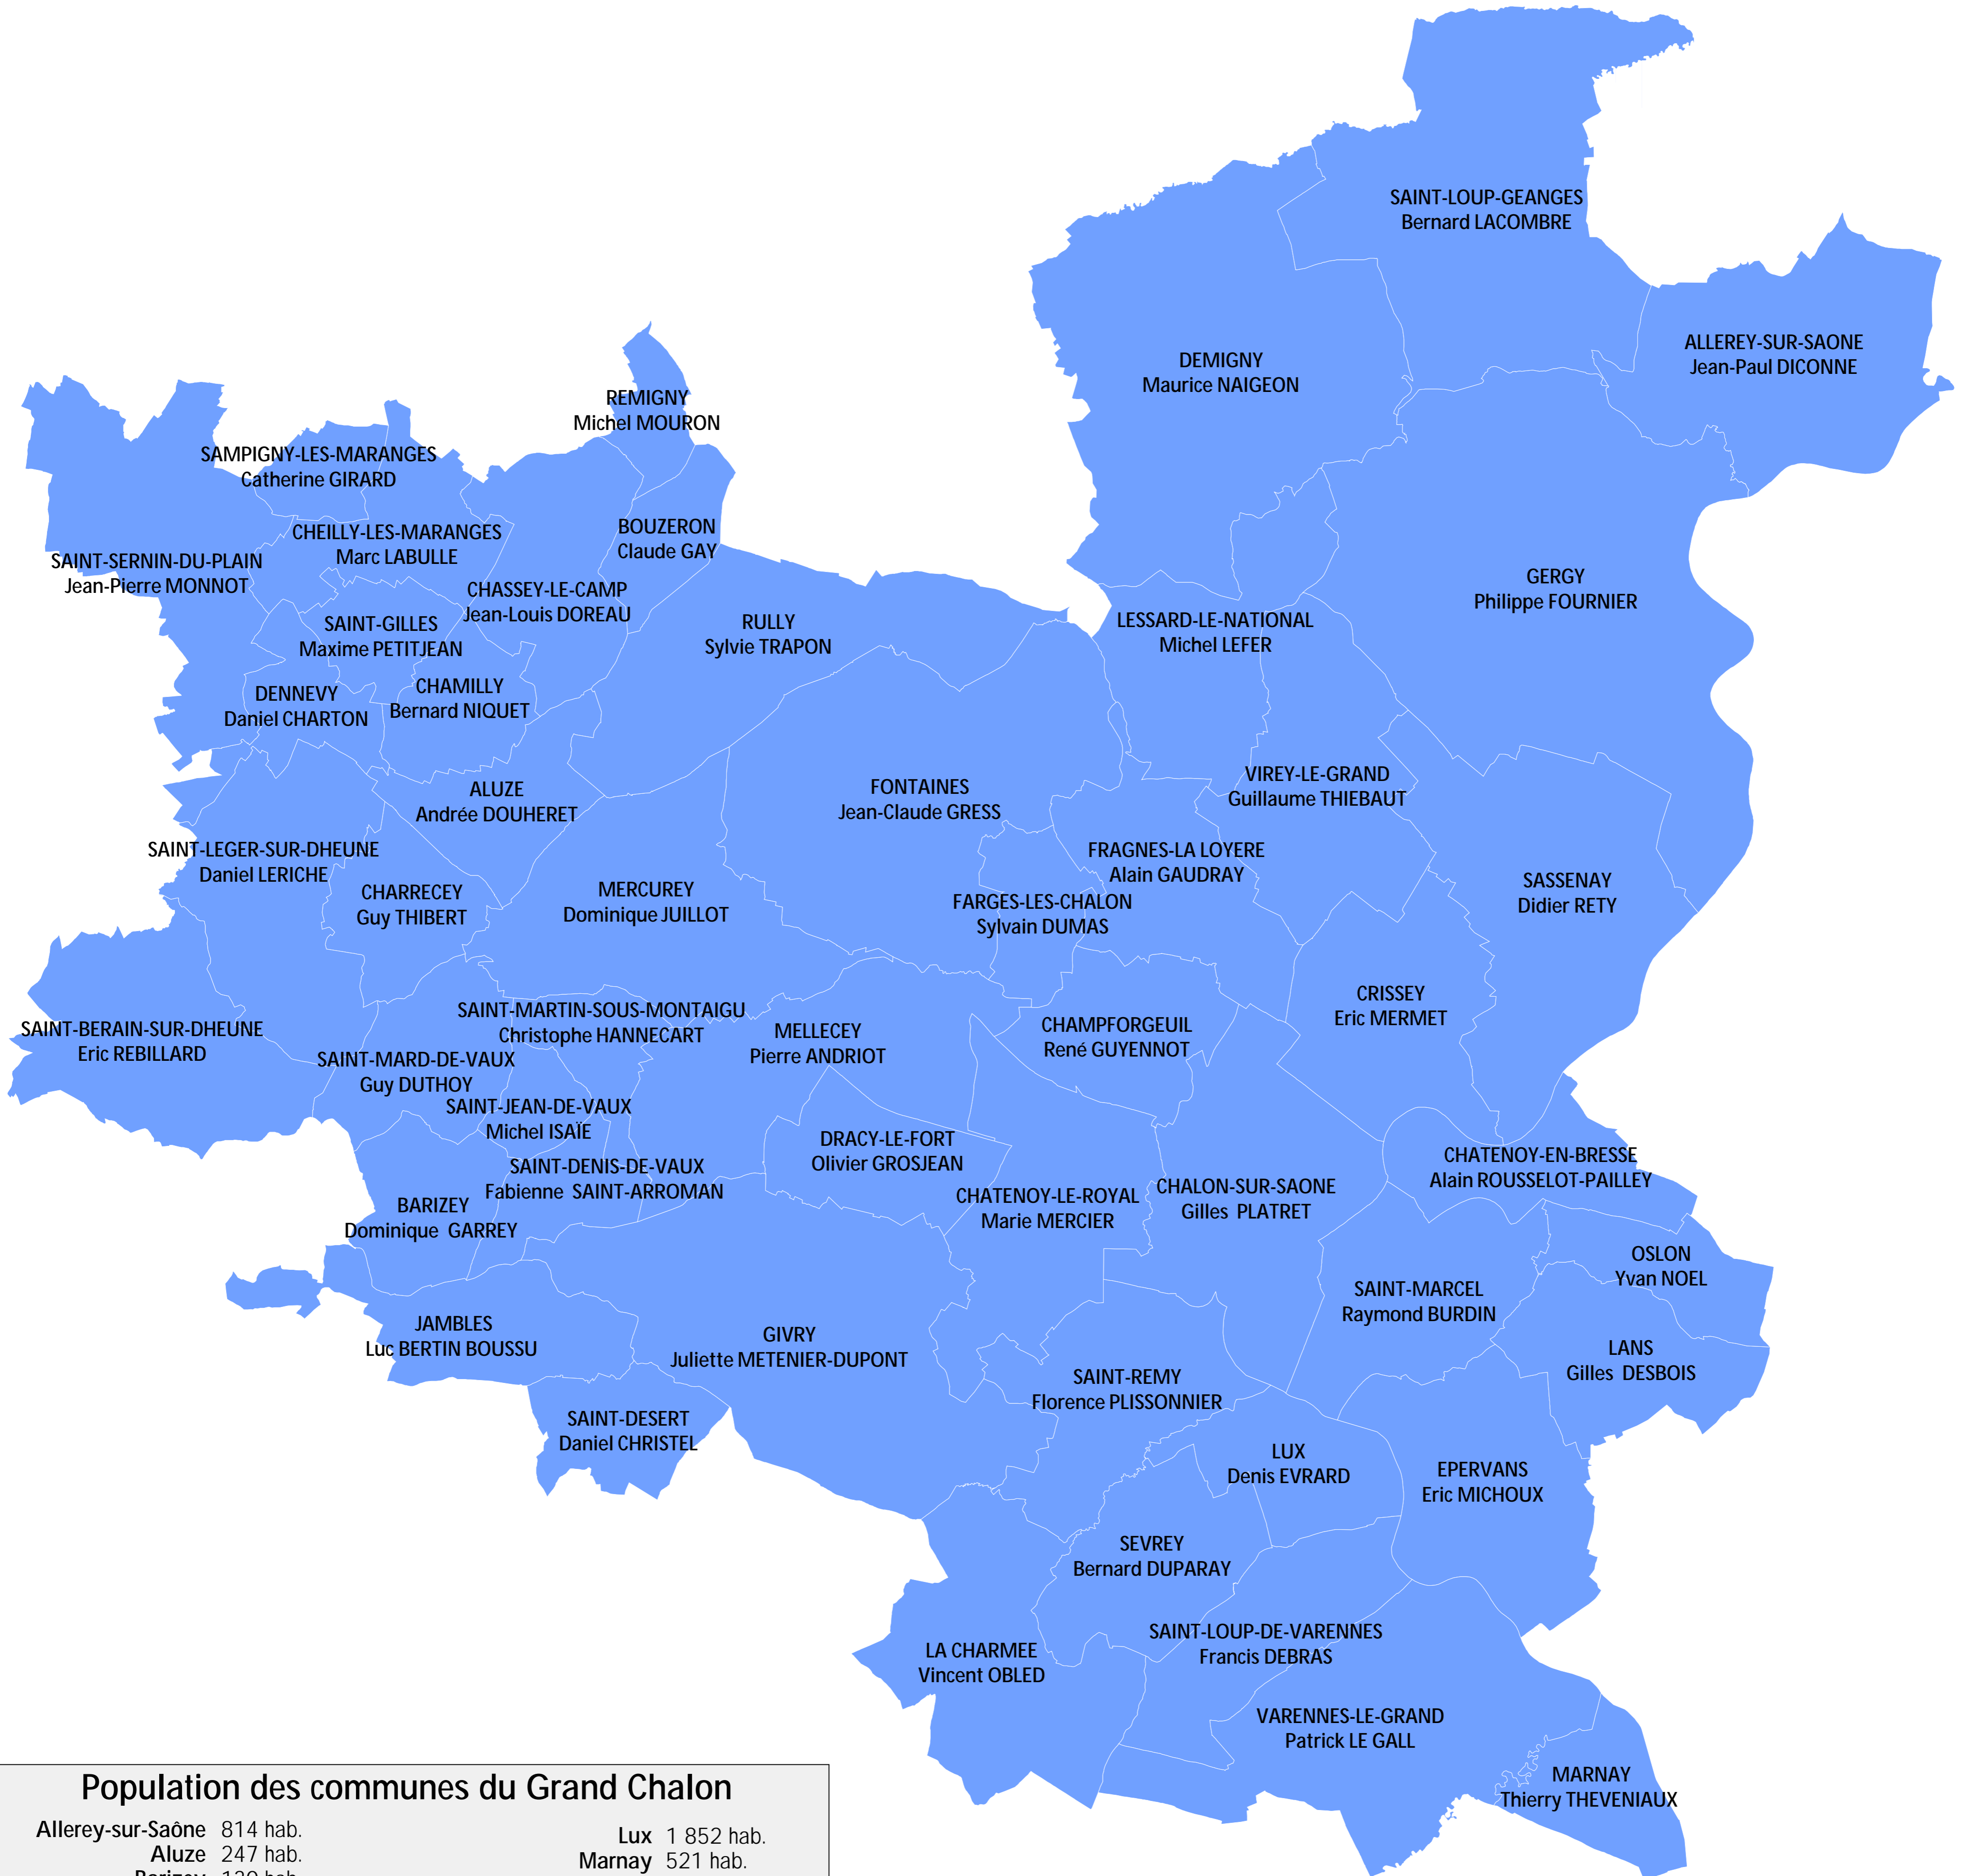 SAINT-LOUP-GEANGES
Bernard LACOMBRE
ALLEREY-SUR-SAONE
Jean-Paul DICONNE
DEMIGNY
Maurice NAIGEON
REMIGNY
Michel MOURON
SAMPIGNY-LES-MARANGES
Catherine GIRARD
CHEILLY-LES-MARANGES
Marc LABULLE
BOUZERON
Claude GAY
SAINT-SERNIN-DU-PLAIN
Jean-Pierre MONNOT
CHASSEY-LE-CAMP
Jean-Louis DOREAU
GERGY
Philippe FOURNIER
SAINT-GILLES
Maxime PETITJEAN
RULLY
Sylvie TRAPON
LESSARD-LE-NATIONAL
Michel LEFER
DENNEVY
Daniel CHARTON
CHAMILLY
Bernard NIQUET
ALUZE
Andrée DOUHERET
FONTAINES
Jean-Claude GRESS
VIREY-LE-GRAND
Guillaume THIEBAUT
SAINT-LEGER-SUR-DHEUNE
Daniel LERICHE
CHARRECEY
Guy THIBERT
MERCUREY
Dominique JUILLOT
FRAGNES-LA LOYERE
Alain GAUDRAY
FARGES-LES-CHALON
Sylvain DUMAS
SASSENAY
Didier RETY
CRISSEY
Eric MERMET
SAINT-BERAIN-SUR-DHEUNE
Eric REBILLARD
SAINT-MARTIN-SOUS-MONTAIGU
Christophe HANNECART
MELLECEY
Pierre ANDRIOT
CHAMPFORGEUIL
René GUYENNOT
SAINT-MARD-DE-VAUX
Guy DUTHOY
SAINT-JEAN-DE-VAUX
Michel ISAÏE
DRACY-LE-FORT
Olivier GROSJEAN
SAINT-DENIS-DE-VAUX
Fabienne SAINT-ARROMAN
CHATENOY-EN-BRESSE
Alain ROUSSELOT-PAILLEY
BARIZEY
Dominique GARREY
CHATENOY-LE-ROYAL
Marie MERCIER
CHALON-SUR-SAONE
Gilles PLATRET
OSLON
Yvan NOEL
SAINT-MARCEL
Raymond BURDIN
JAMBLES
Luc BERTIN BOUSSU
GIVRY
Juliette METENIER-DUPONT
LANS
Gilles DESBOIS
SAINT-REMY
Florence PLISSONNIER
SAINT-DESERT
Daniel CHRISTEL
LUX
Denis EVRARD
EPERVANS
Eric MICHOUX
SEVREY
Bernard DUPARAY
SAINT-LOUP-DE-VARENNES
Francis DEBRAS
LA CHARMEE
Vincent OBLED
VARENNES-LE-GRAND
Patrick LE GALL
MARNAY
Thierry THEVENIAUX
Population des communes du Grand Chalon
Allerey-sur-Saône 814 hab.
Aluze 247 hab.
Lux 1 852 hab.
Marnay 521 hab.